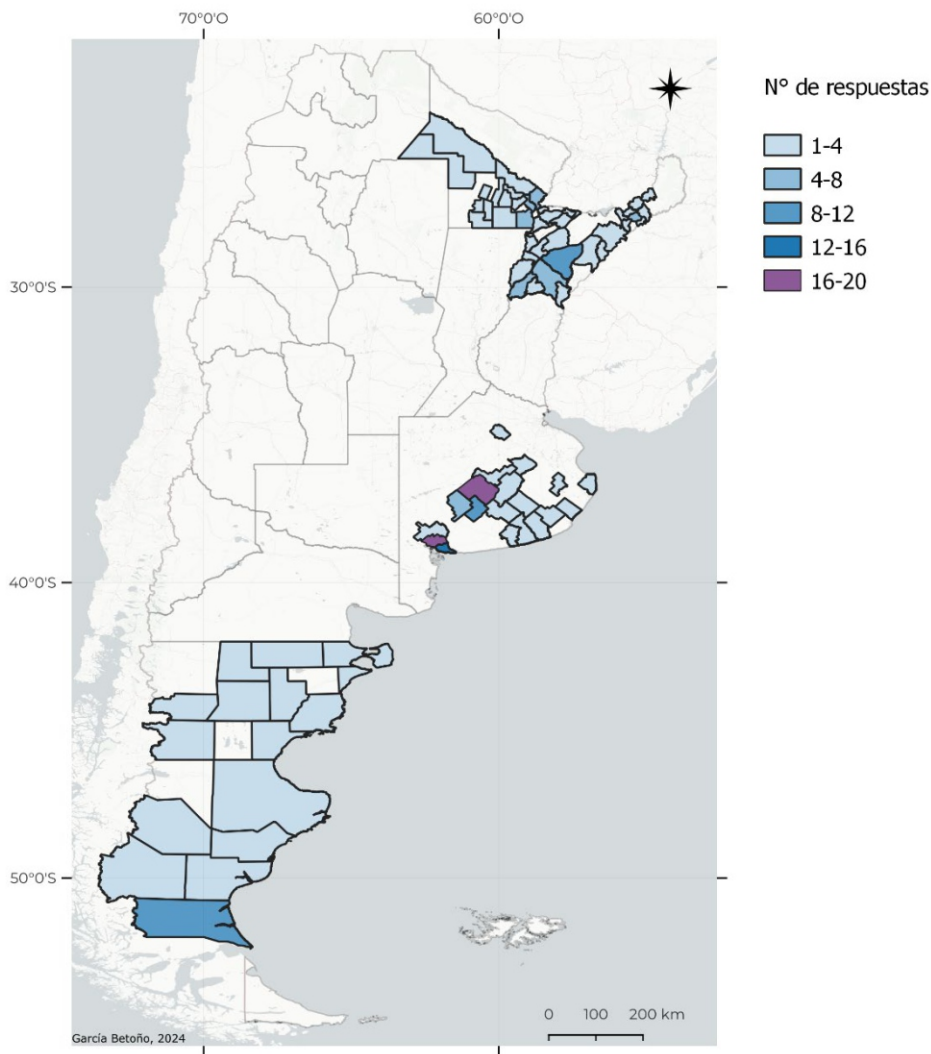 70°0'O
60°0'O
N° de respuestas
1-4
4-8
8-12
12-16
16-20
30°0'S
40°0'S
50°0'S
0 100 200 km
García Betoño, 2024